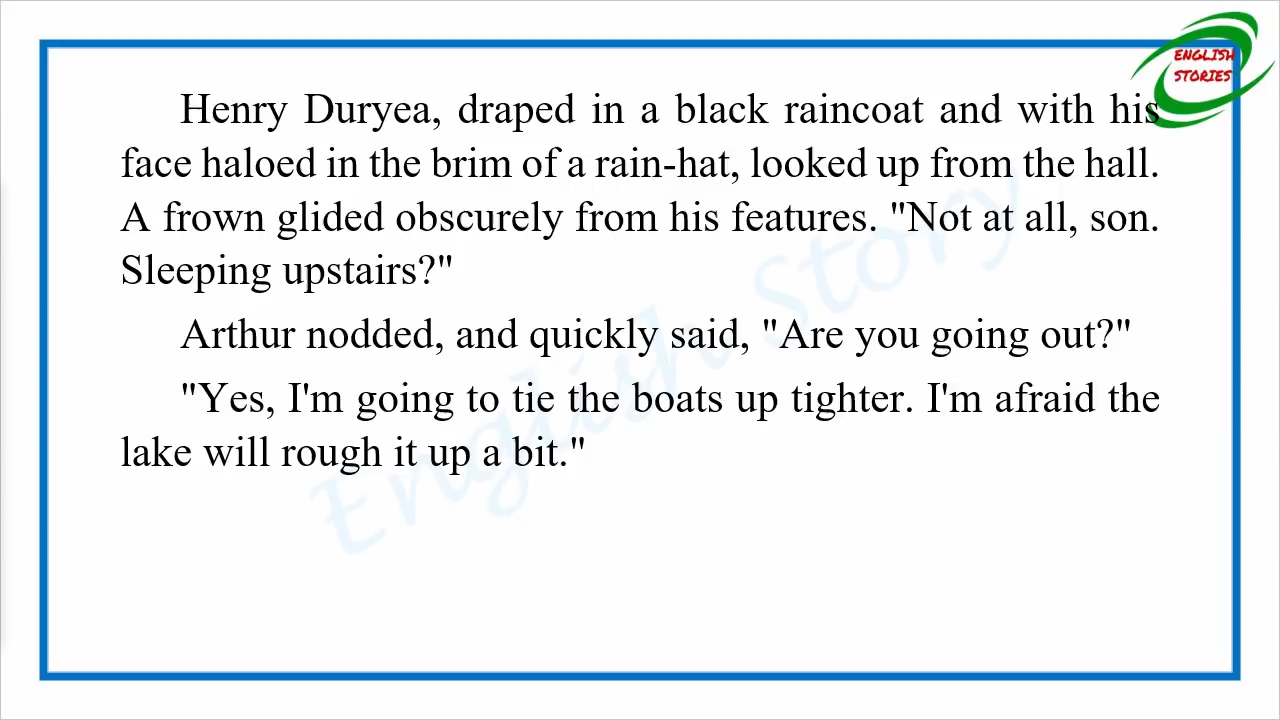 ENGLISH
STORIES
Henry Duryea, draped in a black raincoat and with his
face haloed in the brim of a rain-hat, looked up from the hall.
A frown glided obscurely from his features. "Not at all, son.
Sleeping upstairs?"
Arthur nodded, and quickly said, "Are you going out?"
"Yes, I'm going to tie the boats up tighter. I'm afraid the
lake will rough it up a bit."
English Story